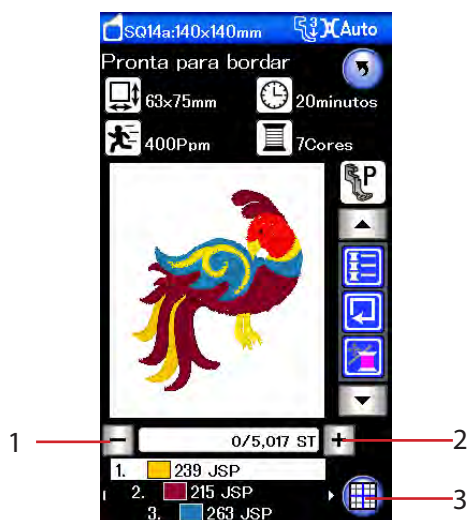 SQ14a:140x140mm 3 Auto
Pronta para bordar
63x75mm 20minutos
400Ppm 7Cores
P
1 − 0/5,017 ST + 2
1. 239 JSP
2. 215 JSP
3. 263 JSP
3